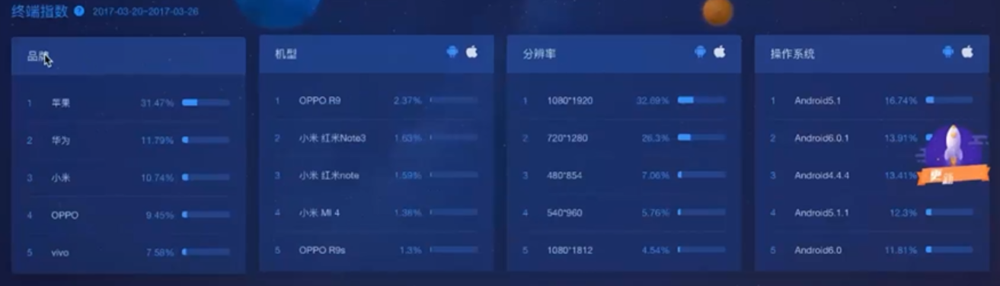 终端指数 ? 2017-03-20~2017-03-26
品牌
1 苹果 31.47%
2 华为 11.79%
3 小米 10.74%
4 OPPO 9.45%
5 vivo 7.58%
机型
1 OPPO R9 2.37%
2 小米 红米Note3 1.63%
3 小米 红米note 1.59%
4 小米 MI 4 1.36%
5 OPPO R9s 1.3%
分辨率
1 1080*1920 32.69%
2 720*1280 26.3%
3 480*854 7.06%
4 540*960 5.76%
5 1080*1812 4.54%
操作系统
1 Android5.1 16.74%
2 Android6.0.1 13.91%
3 Android4.4.4 13.41%
4 Android5.1.1 12.3%
5 Android6.0 11.81%
更新